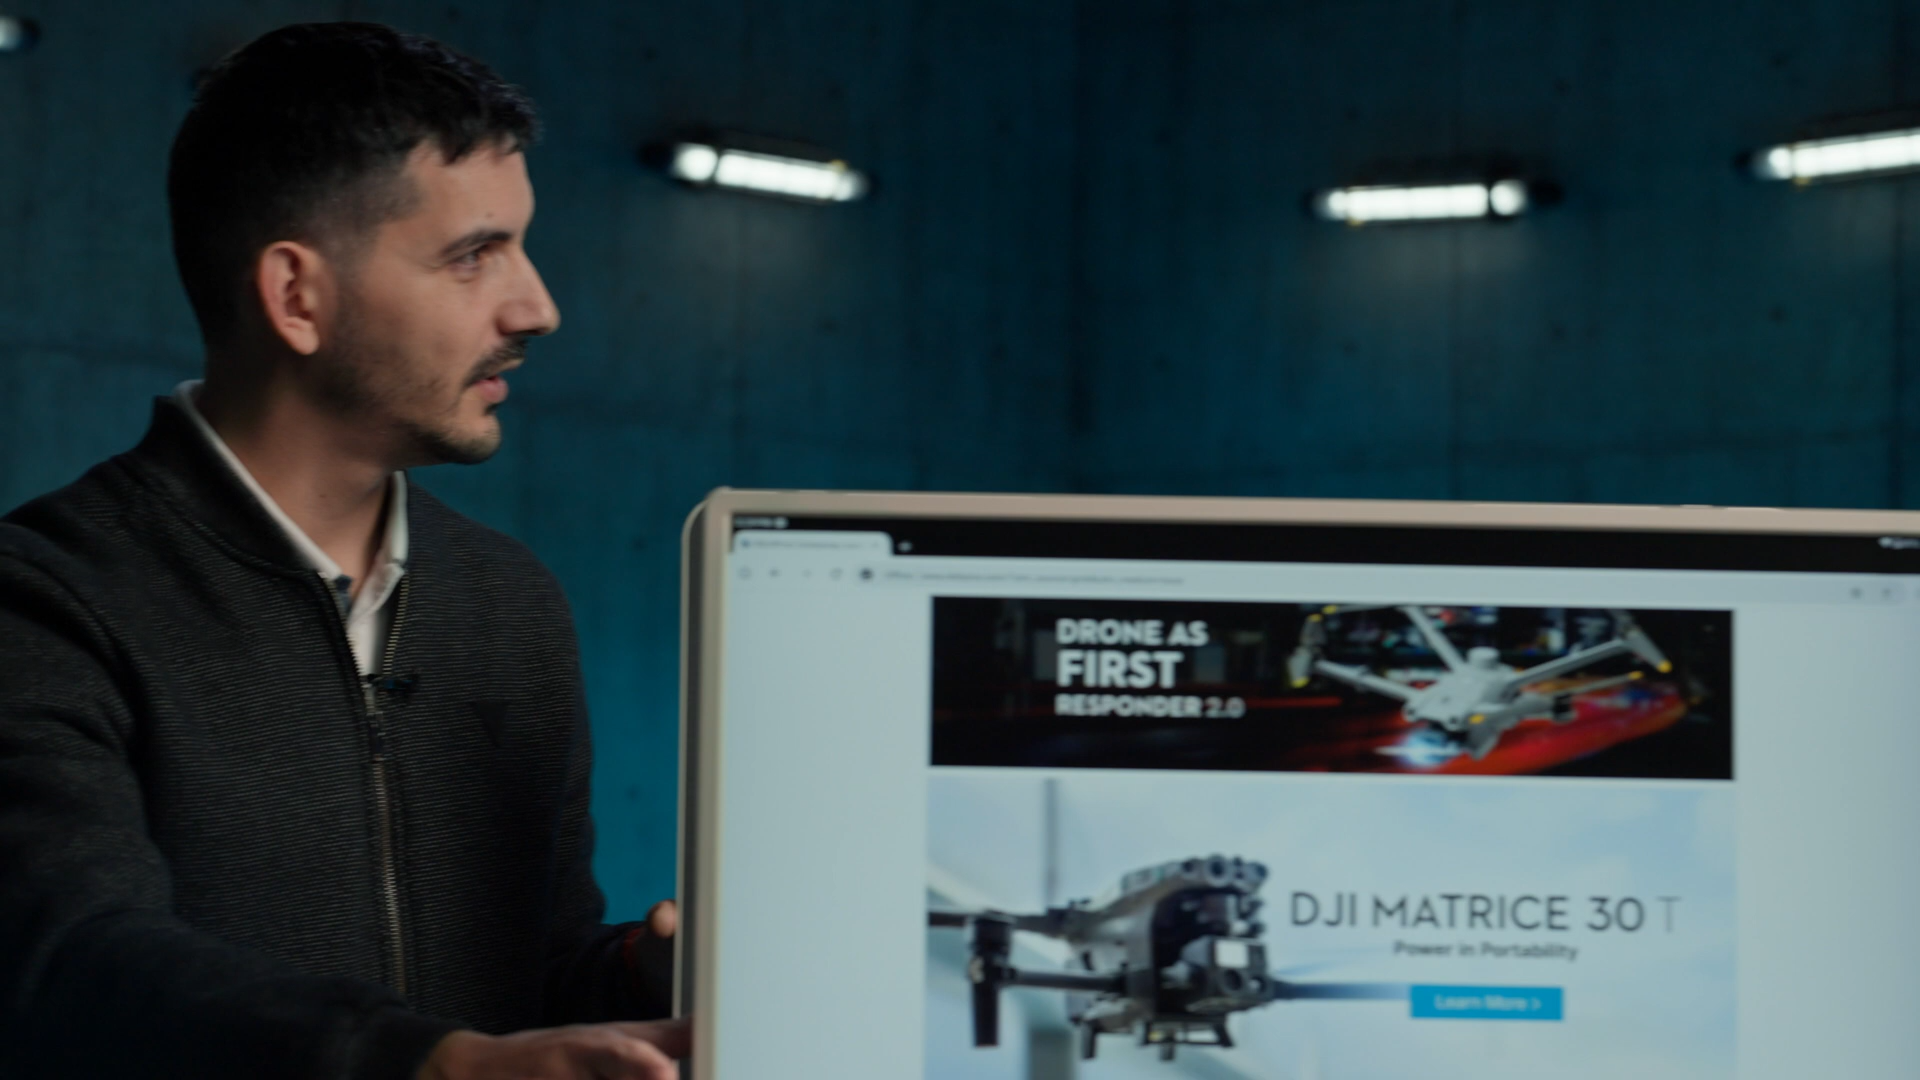 DRONE AS
FIRST
RESPONDER 2.0
DJI MATRICE 30 T
Power in Portability
Learn More >